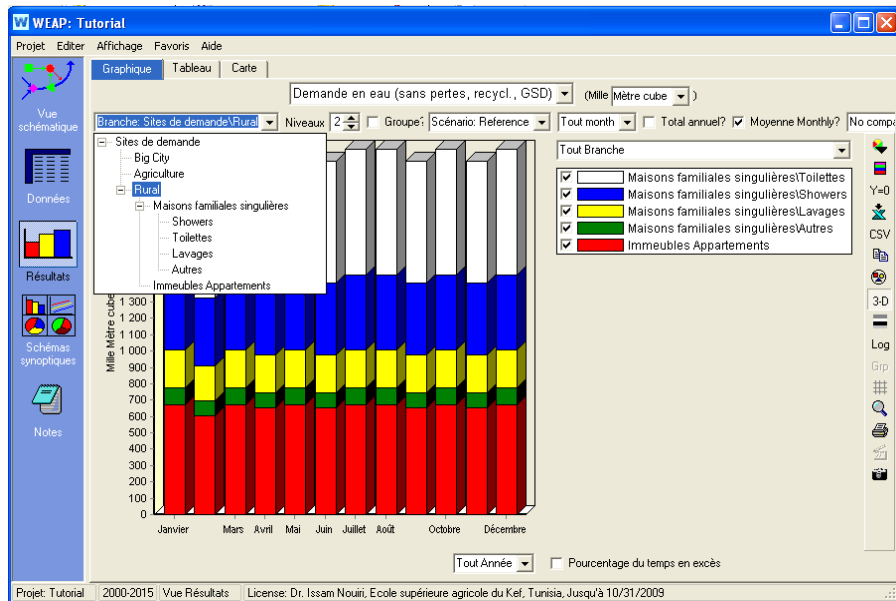 WEAP: Tutorial
Projet Editer Affichage Favoris Aide
Graphique Tableau Carte
Demande en eau (sans pertes, recycl., GSD) (Mille Mètre cube )
Branche: Sites de demande\Rural Niveaux 2 Groupe? Scénario: Reference Tout month Total annuel? Moyenne Monthly? No compa
Vue schématique
Données
Résultats
Schémas synoptiques
Notes
Sites de demande
Big City
Agriculture
Rural
Maisons familiales singulières
Showers
Toilettes
Lavages
Autres
Immeubles Appartements
Tout Branche
Maisons familiales singulières\Toilettes
Maisons familiales singulières\Showers
Maisons familiales singulières\Lavages
Maisons familiales singulières\Autres
Immeubles Appartements
Y=0
CSV
3-D
Log
Grp
Mille Mètre cube
1 300
1 200
1 100
1 000
900
800
700
600
500
400
300
200
100
0
Janvier Mars Avril Mai Juin Juillet Août Octobre Décembre
Tout Année Pourcentage du temps en excès
Projet: Tutorial 2000-2015 Vue Résultats License: Dr. Issam Nouiri, Ecole supérieure agricole du Kef, Tunisia, Jusqu'à 10/31/2009